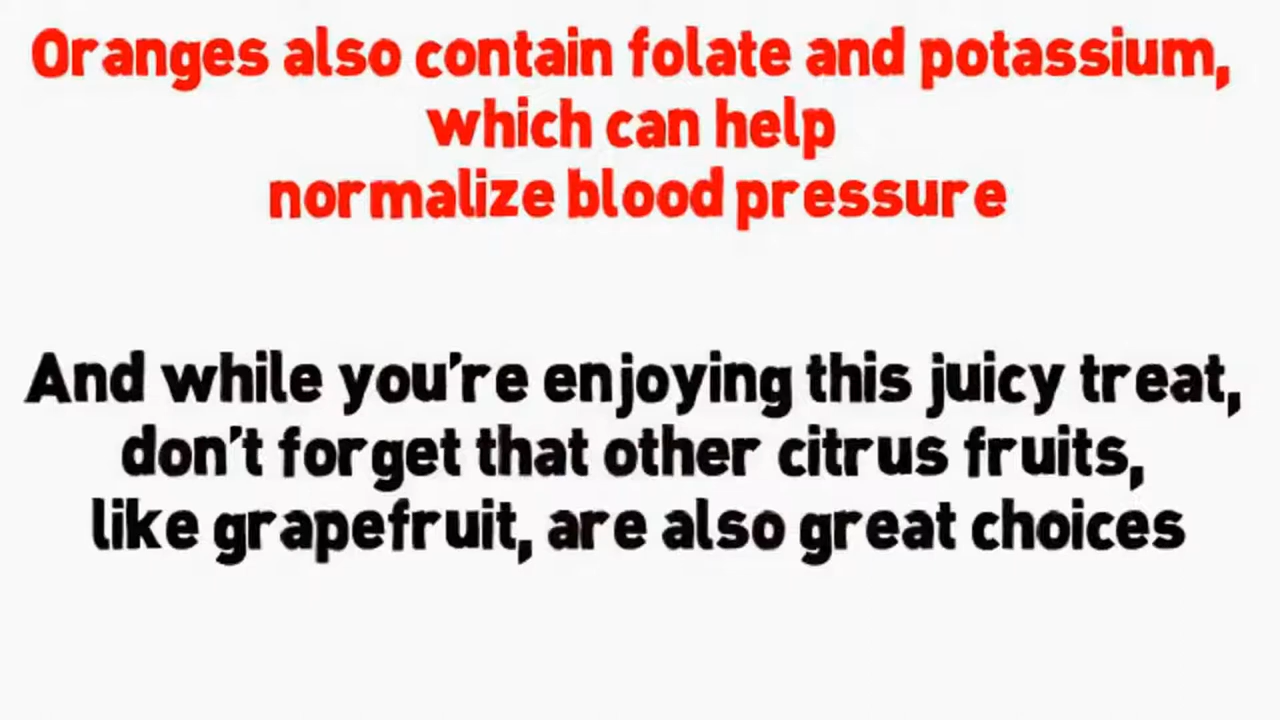 Oranges also contain folate and potassium,
which can help
normalize blood pressure
And while you're enjoying this juicy treat,
don't forget that other citrus fruits,
like grapefruit, are also great choices